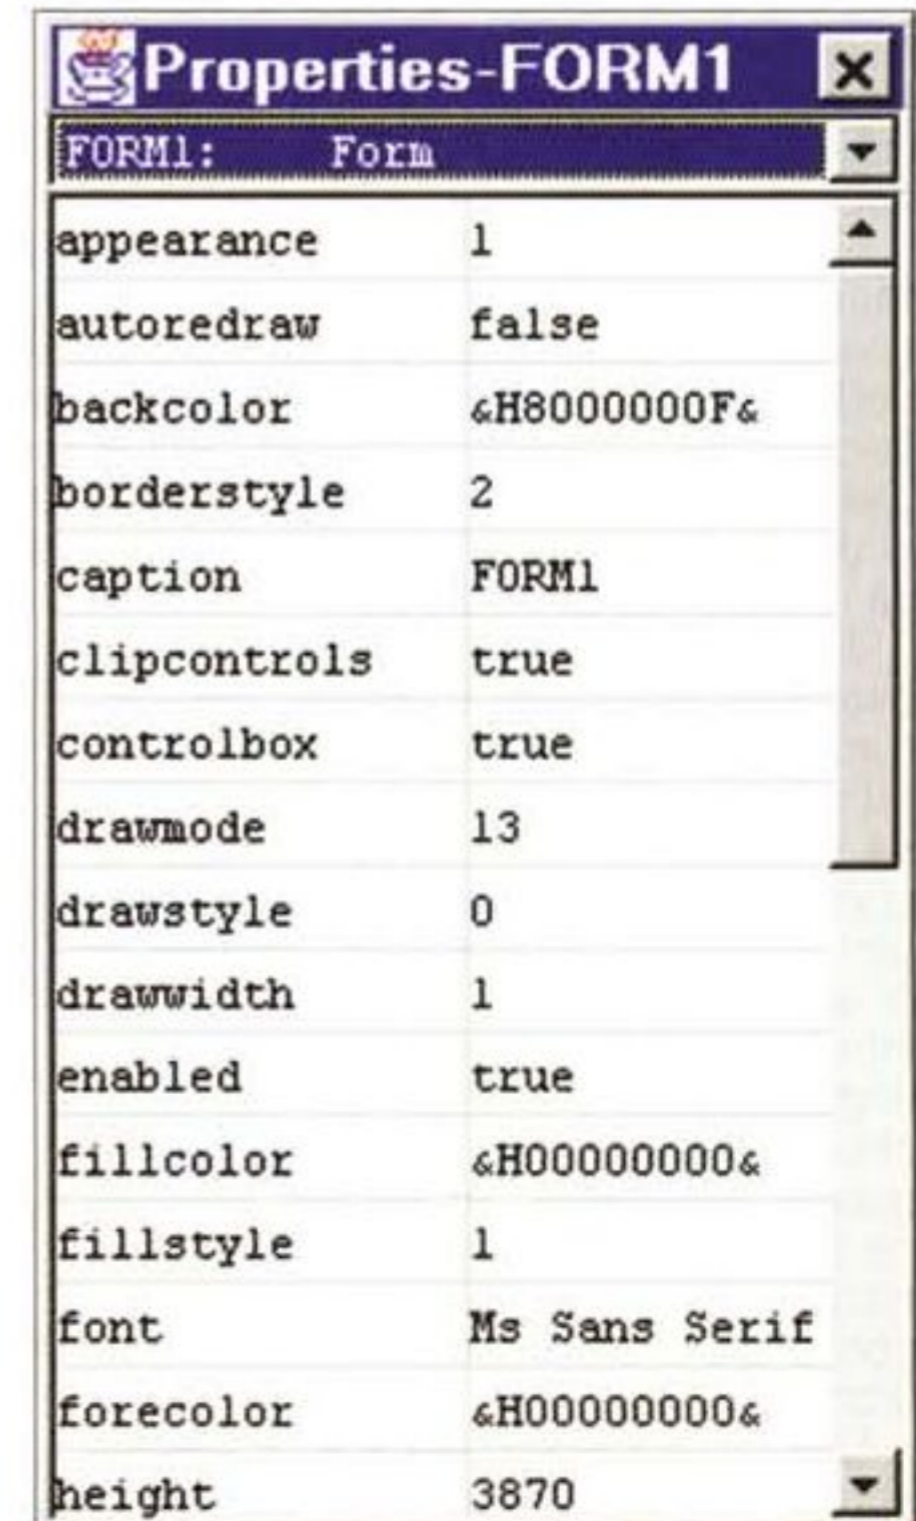 Properties-FORM1
FORM1: Form
appearance 1
autoredraw false
backcolor &H8000000F&
borderstyle 2
caption FORM1
clipcontrols true
controlbox true
drawmode 13
drawstyle 0
drawwidth 1
enabled true
fillcolor &H00000000&
fillstyle 1
font Ms Sans Serif
forecolor &H00000000&
height 3870